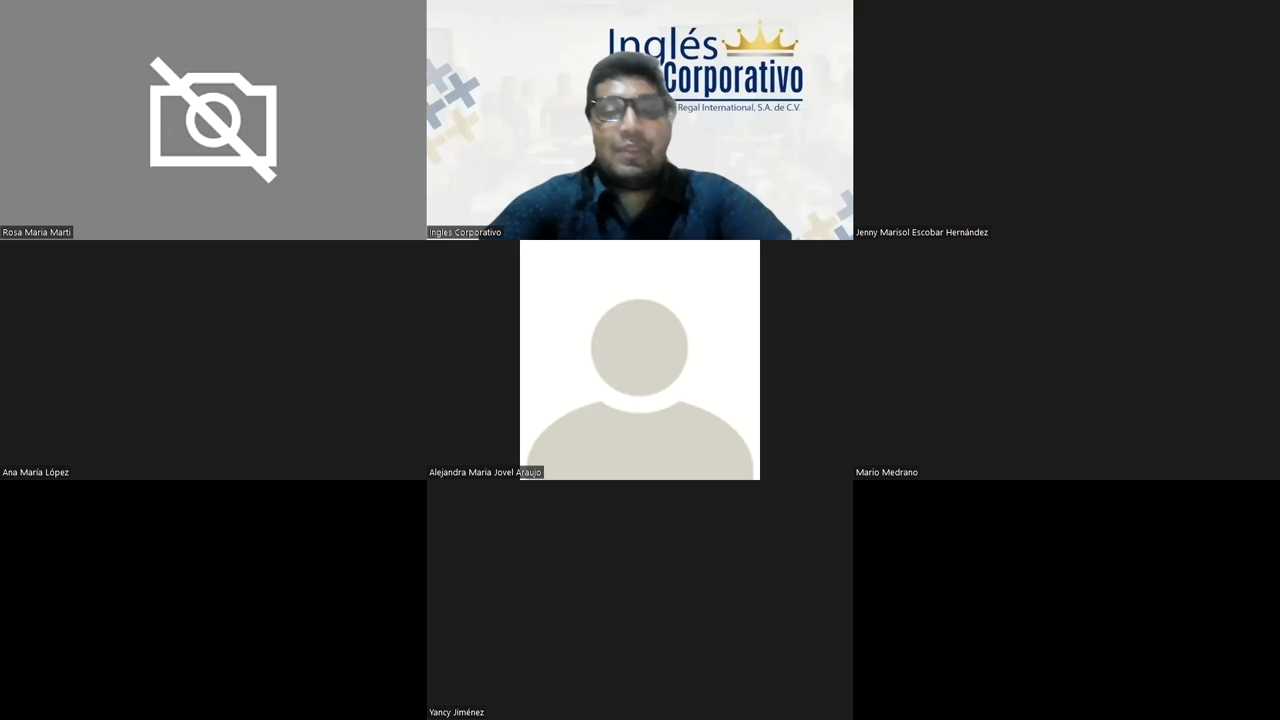 Inglés
Corporativo
Regal International, S.A. de C.V.
Rosa Maria Marti
Ingles Corporativo
Jenny Marisol Escobar Hernández
Ana María López
Alejandra Maria Jovel Araujo
Mario Medrano
Yancy Jiménez